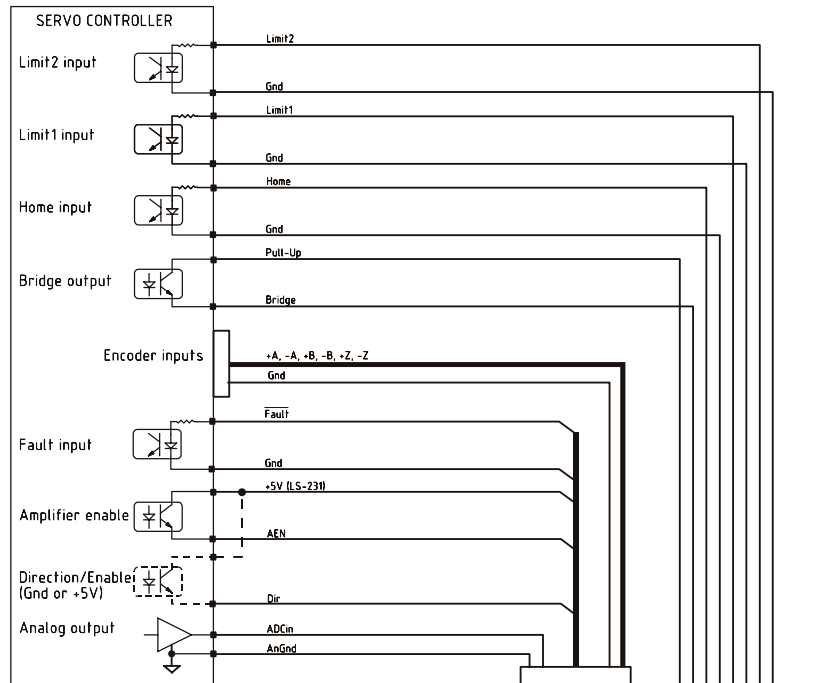 SERVO CONTROLLER
Limit2
Limit2 input
Gnd
Limit1
Limit1 input
Gnd
Home
Home input
Gnd
Pull-Up
Bridge output
Bridge
Encoder inputs
+A, -A, +B, -B, +Z, -Z
Gnd
Fault
Fault input
Gnd
+5V (LS-231)
Amplifier enable
AEN
Direction/Enable
(Gnd or +5V)
Dir
Analog output
ADCin
AnGnd